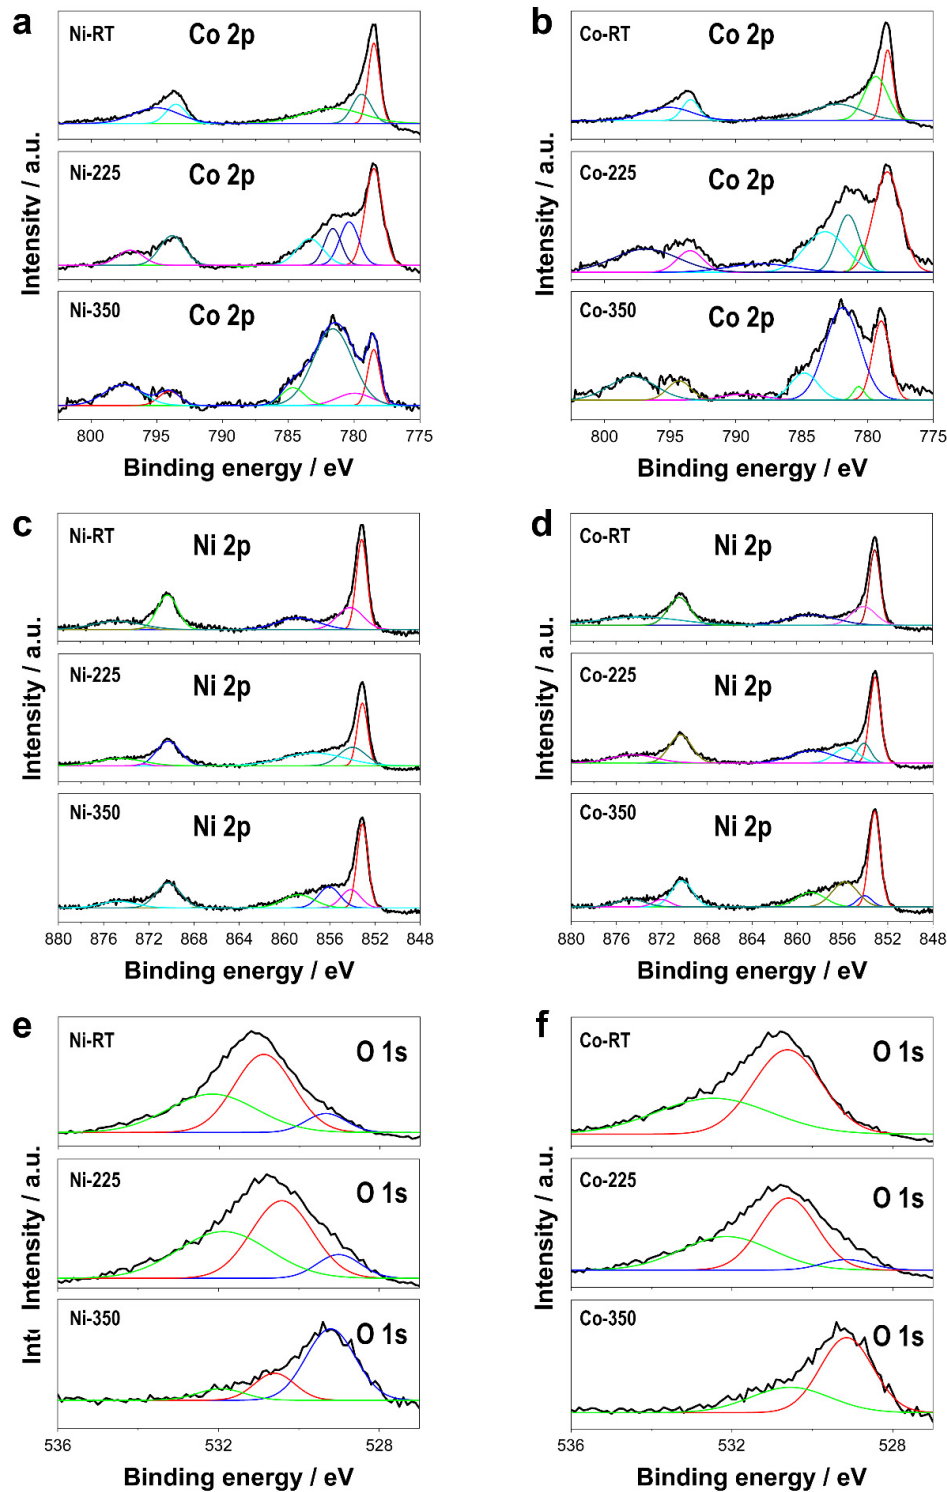 a
Ni-RT
Co 2p
Ni-225
Co 2p
Ni-350
Co 2p
Intensity / a.u.
800 795 790 785 780 775
Binding energy / eV
b
Co-RT
Co 2p
Co-225
Co 2p
Co-350
Co 2p
Intensity / a.u.
800 795 790 785 780 775
Binding energy / eV
c
Ni-RT
Ni 2p
Ni-225
Ni 2p
Ni-350
Ni 2p
Intensity / a.u.
880 876 872 868 864 860 856 852 848
Binding energy / eV
d
Co-RT
Ni 2p
Co-225
Ni 2p
Co-350
Ni 2p
Intensity / a.u.
880 876 872 868 864 860 856 852 848
Binding energy / eV
e
Ni-RT
O 1s
Ni-225
O 1s
Ni-350
O 1s
Inte Intensity / a.u.
536 532 528
Binding energy / eV
f
Co-RT
O 1s
Co-225
O 1s
Co-350
O 1s
Intensity / a.u.
536 532 528
Binding energy / eV